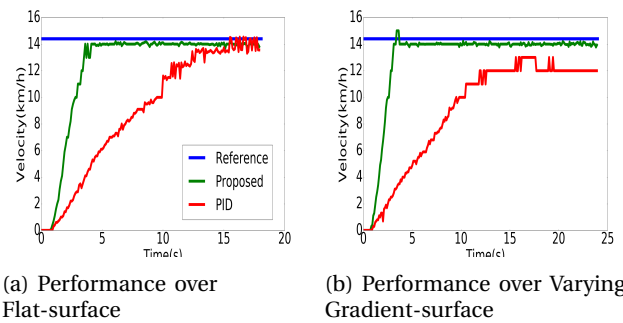 16
14
12
10
8
6
4
2
0
Velocity(km/h)
0 5 10 15 20
Time(s)
Reference
Proposed
PID
16
14
12
10
8
6
4
2
0
Velocity(km/h)
0 5 10 15 20 25
Time(s)
(a) Performance over
Flat-surface
(b) Performance over Varying
Gradient-surface